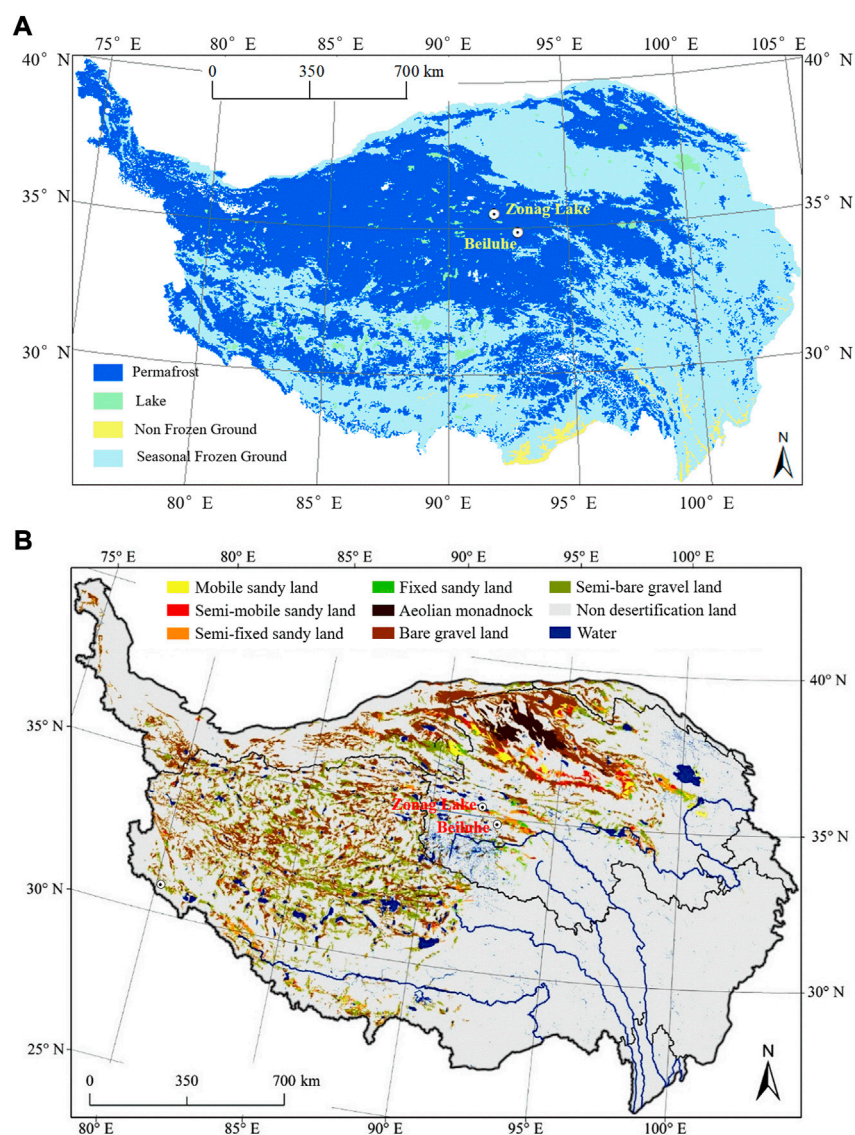 A
75° E 80° E 85° E 90° E 95° E 100° E 105° E
40° N 40° N
0 350 700 km
35° N 35° N
Zonag Lake
Beiluhe
30° N 30° N
Permafrost
Lake
Non Frozen Ground
Seasonal Frozen Ground
N
80° E 85° E 90° E 95° E 100° E
B
75° E 80° E 85° E 90° E 95° E 100° E
Mobile sandy land Fixed sandy land Semi-bare gravel land
Semi-mobile sandy land Aeolian monadnock Non desertification land
Semi-fixed sandy land Bare gravel land Water
40° N
35° N
Zonag Lake
Beiluhe
35° N
30° N
30° N
25° N
N
0 350 700 km
80° E 85° E 90° E 95° E 100° E